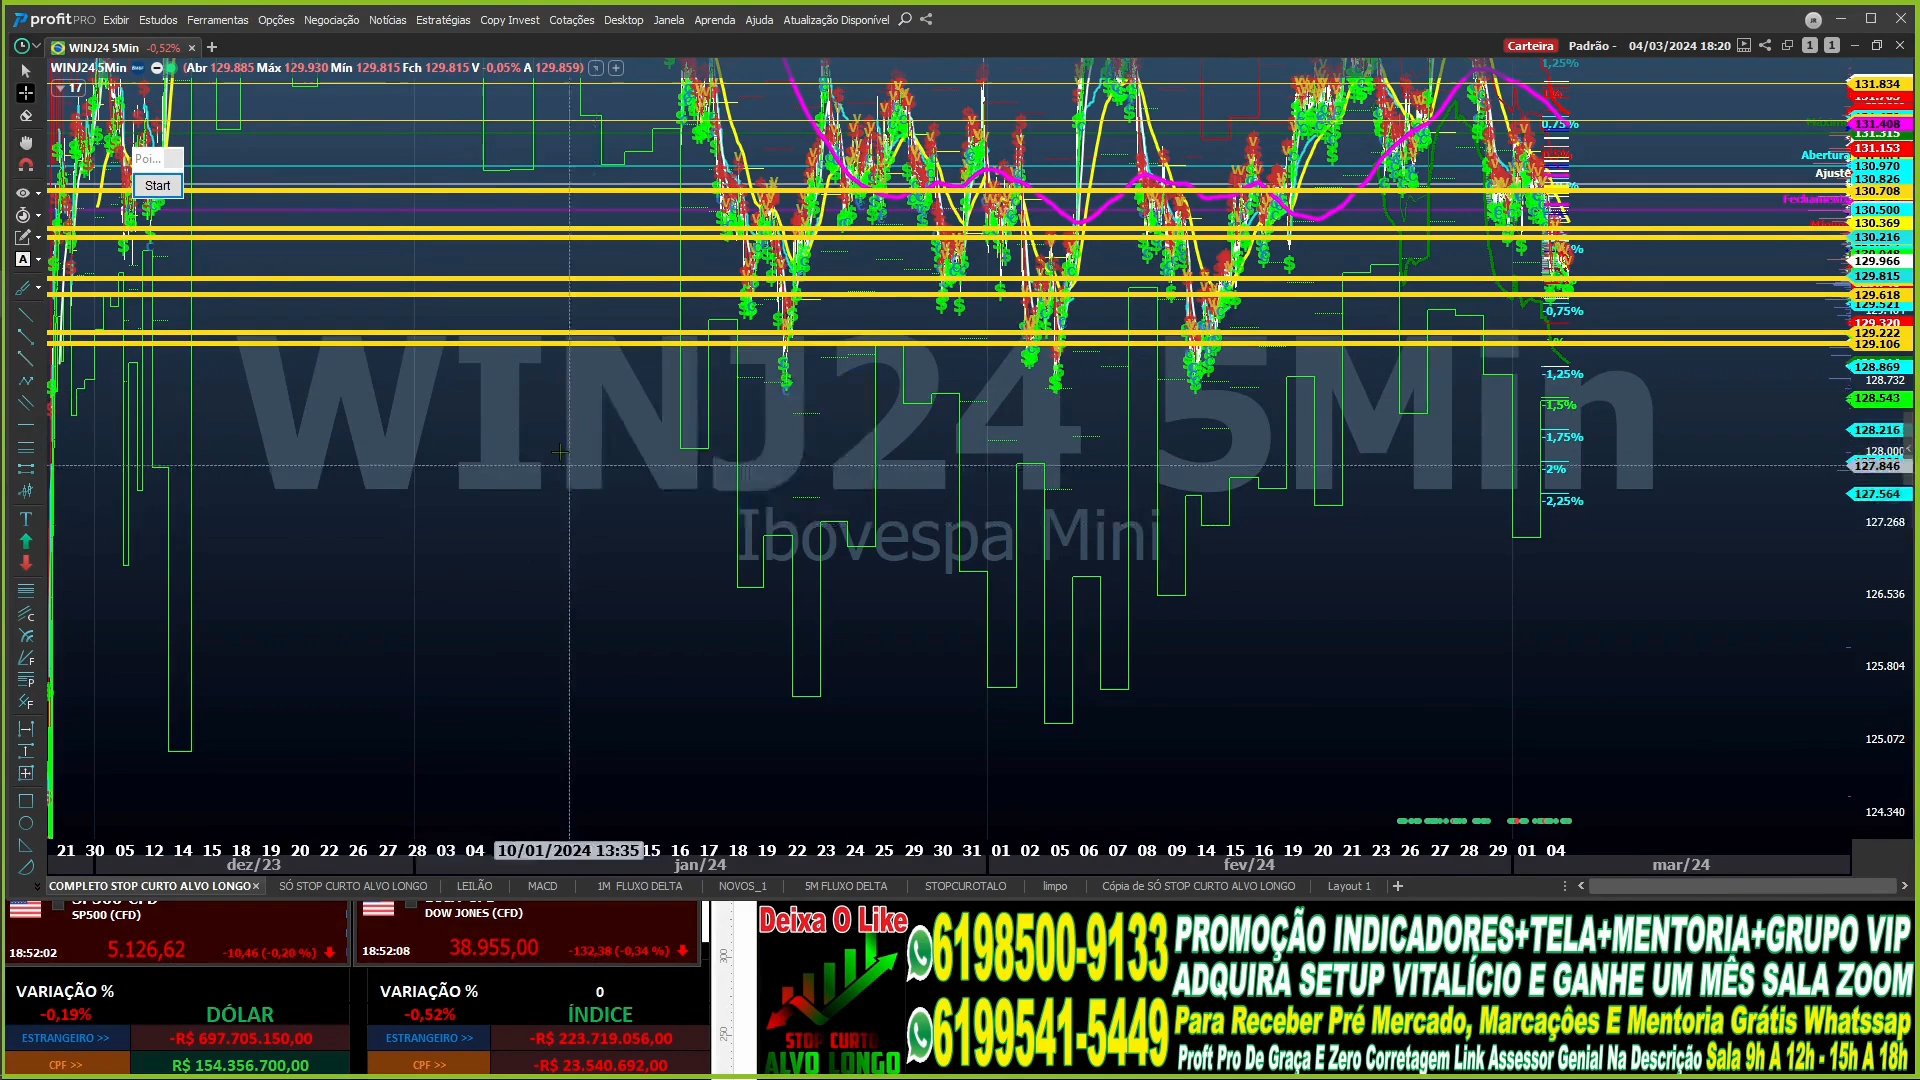 profitPRO Exibir Estudos Ferramentas Opções Negociação Notícias Estratégias Copy Invest Cotações Desktop Janela Aprenda Ajuda Atualização Disponível
WINJ24 5Min -0,52%
Carteira Padrão - 04/03/2024 18:20 1 1
WINJ24 5Min (Abr 129.885 Máx 129.930 Mín 129.815 Fch 129.815 V -0,05% A 129.859)
17
Poi...
Start
1,25%
0,75%
-0,75%
-1,25%
-1,5%
-1,75%
-2%
-2,25%
Abertura
Ajuste
Fechamento
131.834
131.408
131.315
131.153
130.970
130.826
130.708
130.500
130.369
130.216
129.966
129.815
129.618
129.521
129.320
129.222
129.106
128.869
128.732
128.543
128.216
128.000
127.846
127.564
127.268
126.536
125.804
125.072
124.340
WINJ24 5Min
Ibovespa Mini
21 30 05 12 14 15 18 19 20 22 26 27 28 03 04 10/01/2024 13:35 15 16 17 18 19 22 23 24 25 29 30 31 01 02 05 06 07 08 09 14 15 16 19 20 21 23 26 27 28 29 01 04
dez/23 jan/24 fev/24 mar/24
COMPLETO STOP CURTO ALVO LONGO SÓ STOP CURTO ALVO LONGO LEILÃO MACD 1M FLUXO DELTA NOVOS_1 5M FLUXO DELTA STOPCUROTALO limpo Cópia de SÓ STOP CURTO ALVO LONGO Layout 1
SP500 (CFD)
18:52:02 5.126,62 -10,46 (-0,20 %)
DOW JONES (CFD)
18:52:08 38.955,00 -132,38 (-0,34 %)
VARIAÇÃO %
-0,19% DÓLAR
ESTRANGEIRO >> -R$ 697.705.150,00
CPF >> R$ 154.356.700,00
VARIAÇÃO % 0
-0,52% ÍNDICE
ESTRANGEIRO >> -R$ 223.719.056,00
CPF >> -R$ 23.540.692,00
300
250
Deixa O Like
STOP CURTO
ALVO LONGO
6198500-9133
6199541-5449
PROMOÇÃO INDICADORES+TELA+MENTORIA+GRUPO VIP
ADQUIRA SETUP VITALÍCIO E GANHE UM MÊS SALA ZOOM
Para Receber Pré Mercado, Marcações E Mentoria Grátis Whatssap
Proft Pro De Graça E Zero Corretagem Link Assessor Genial Na Descrição Sala 9h A 12h - 15h A 18h